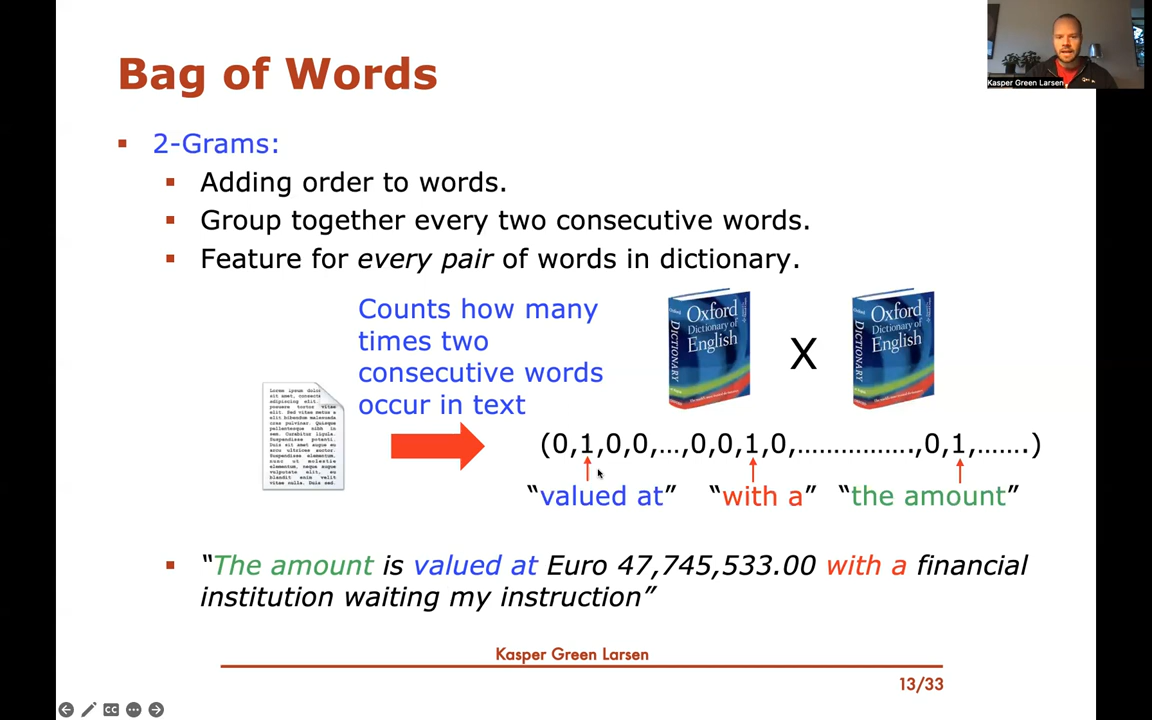 Bag of Words
Kasper Green Larsen
2-Grams:
Adding order to words.
Group together every two consecutive words.
Feature for every pair of words in dictionary.
Counts how many
times two
consecutive words
occur in text
Oxford
Dictionary of
English
DICTIONARY
X
Oxford
Dictionary of
English
DICTIONARY
(0,1,0,0,...,0,0,1,0,................,0,1,.......)
“valued at” “with a” “the amount”
“The amount is valued at Euro 47,745,533.00 with a financial
institution waiting my instruction”
Kasper Green Larsen
13/33
CC